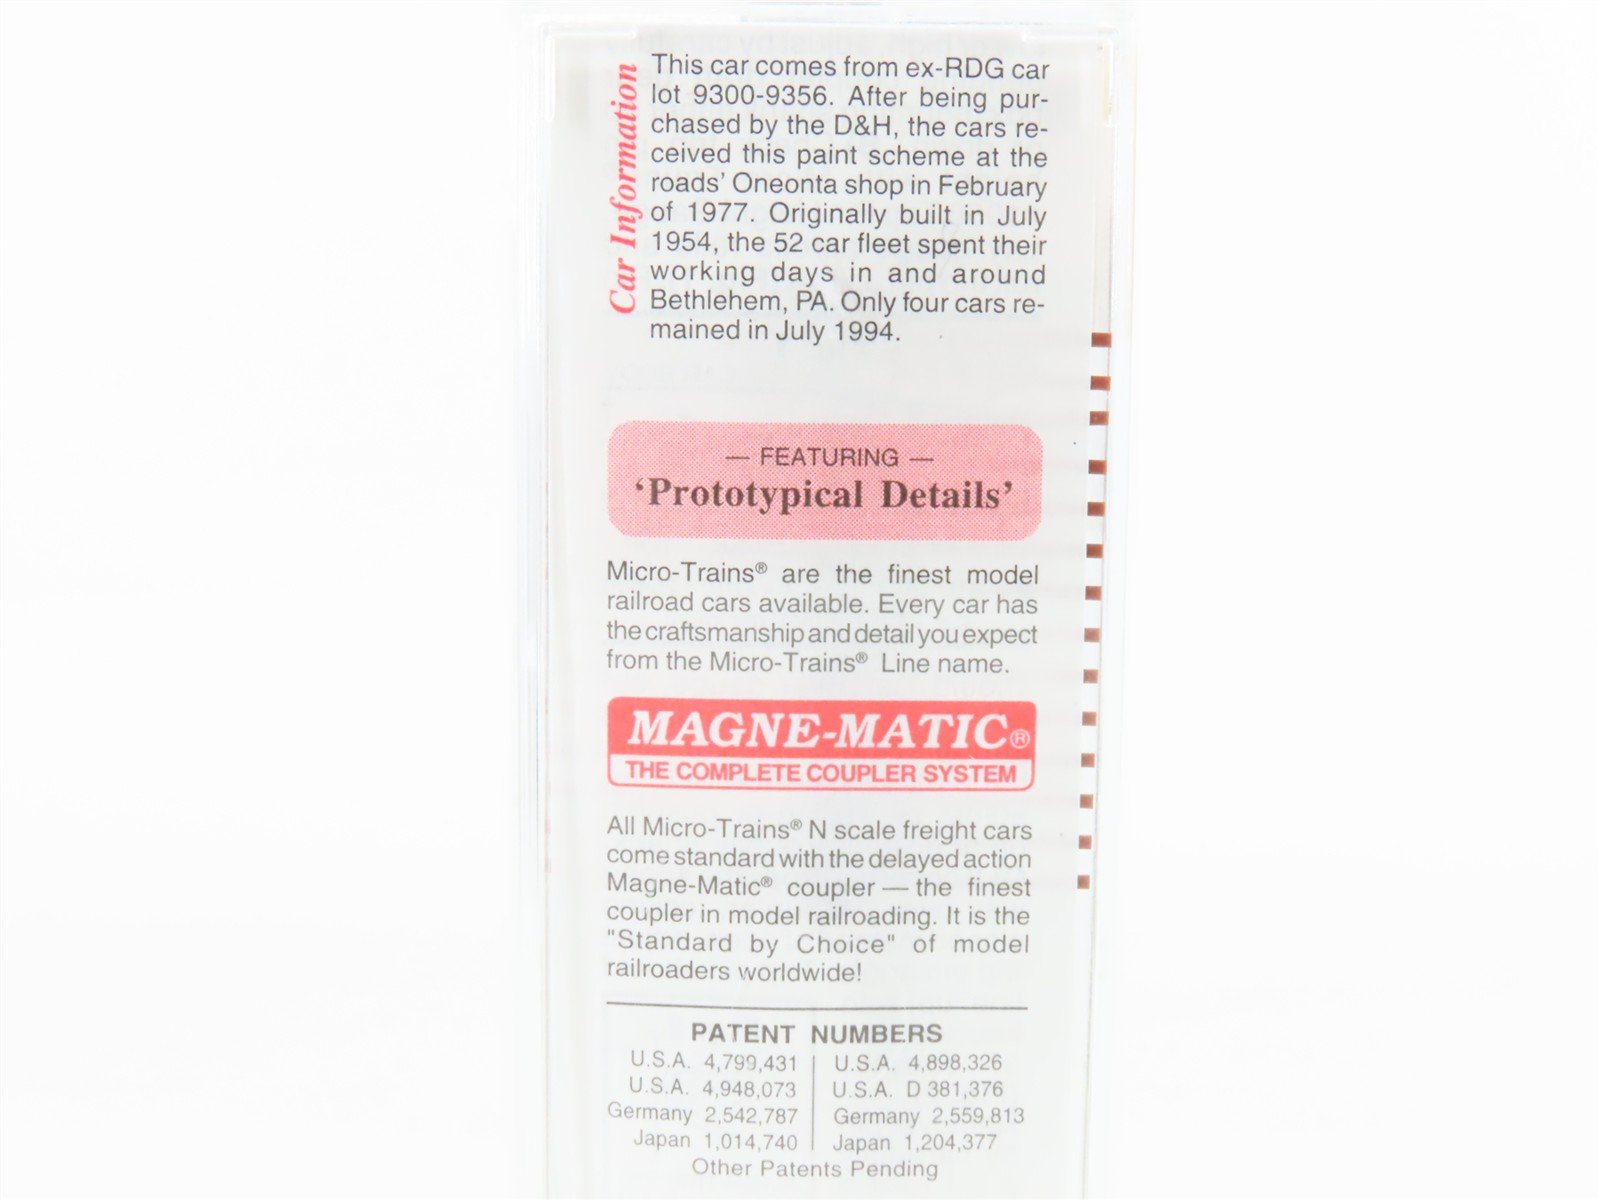 Car Information
This car comes from ex-RDG car
lot 9300-9356. After being pur-
chased by the D&H, the cars re-
ceived this paint scheme at the
roads' Oneonta shop in February
of 1977. Originally built in July
1954, the 52 car fleet spent their
working days in and around
Bethlehem, PA. Only four cars re-
mained in July 1994.
— FEATURING —
'Prototypical Details'
Micro-Trains® are the finest model
railroad cars available. Every car has
the craftsmanship and detail you expect
from the Micro-Trains® Line name.
MAGNE-MATIC®
THE COMPLETE COUPLER SYSTEM
All Micro-Trains® N scale freight cars
come standard with the delayed action
Magne-Matic® coupler — the finest
coupler in model railroading. It is the
"Standard by Choice" of model
railroaders worldwide!
PATENT NUMBERS
U.S.A. 4,799,431 | U.S.A. 4,898,326
U.S.A. 4,948,073 | U.S.A. D 381,376
Germany 2,542,787 | Germany 2,559,813
Japan 1,014,740 | Japan 1,204,377
Other Patents Pending